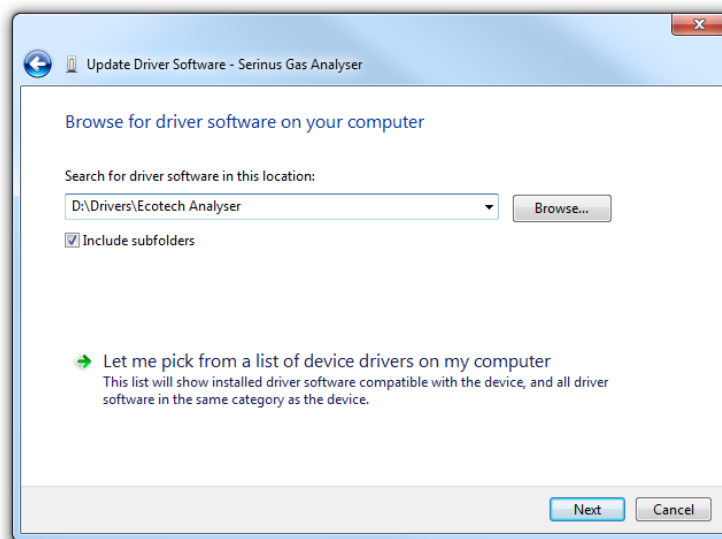 Update Driver Software - Serinus Gas Analyser
Browse for driver software on your computer
Search for driver software in this location:
D:\Drivers\Ecotech Analyser
Browse...
Include subfolders
Let me pick from a list of device drivers on my computer
This list will show installed driver software compatible with the device, and all driver
software in the same category as the device.
Next
Cancel